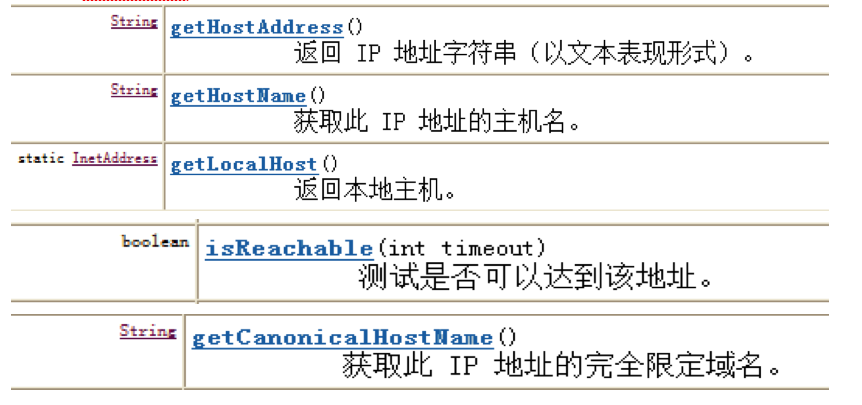 String getHostAddress()
返回 IP 地址字符串（以文本表现形式）。
String getHostName()
获取此 IP 地址的主机名。
static InetAddress getLocalHost()
返回本地主机。
boolean isReachable(int timeout)
测试是否可以达到该地址。
String getCanonicalHostName()
获取此 IP 地址的完全限定域名。